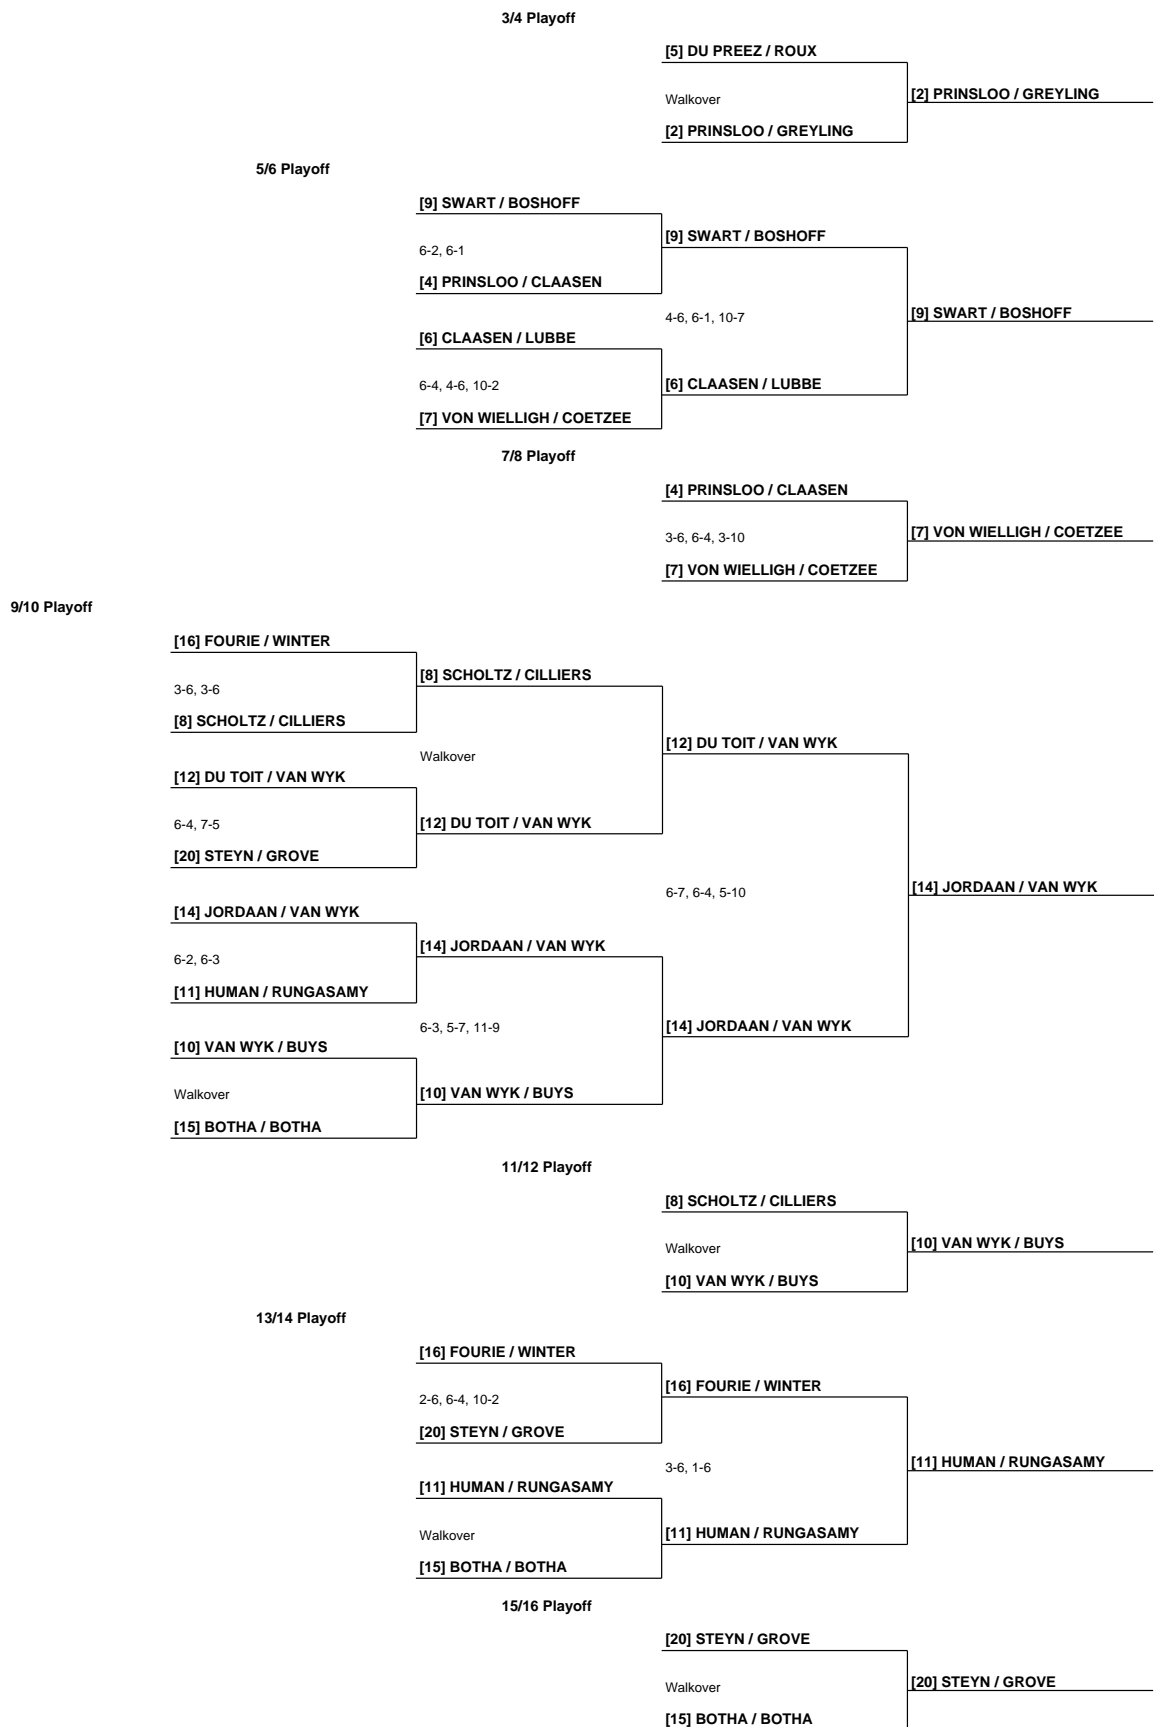 3/4 Playoff
[5] DU PREEZ / ROUX
Walkover
[2] PRINSLOO / GREYLING
[2] PRINSLOO / GREYLING
5/6 Playoff
[9] SWART / BOSHOFF
6-2, 6-1
[9] SWART / BOSHOFF
[4] PRINSLOO / CLAASEN
4-6, 6-1, 10-7
[9] SWART / BOSHOFF
[6] CLAASEN / LUBBE
6-4, 4-6, 10-2
[6] CLAASEN / LUBBE
[7] VON WIELLIGH / COETZEE
7/8 Playoff
[4] PRINSLOO / CLAASEN
3-6, 6-4, 3-10
[7] VON WIELLIGH / COETZEE
[7] VON WIELLIGH / COETZEE
9/10 Playoff
[16] FOURIE / WINTER
3-6, 3-6
[8] SCHOLTZ / CILLIERS
[8] SCHOLTZ / CILLIERS
Walkover
[12] DU TOIT / VAN WYK
[12] DU TOIT / VAN WYK
6-4, 7-5
[12] DU TOIT / VAN WYK
[20] STEYN / GROVE
6-7, 6-4, 5-10
[14] JORDAAN / VAN WYK
[14] JORDAAN / VAN WYK
6-2, 6-3
[14] JORDAAN / VAN WYK
[11] HUMAN / RUNGASAMY
6-3, 5-7, 11-9
[14] JORDAAN / VAN WYK
[10] VAN WYK / BUYS
Walkover
[10] VAN WYK / BUYS
[15] BOTHA / BOTHA
11/12 Playoff
[8] SCHOLTZ / CILLIERS
Walkover
[10] VAN WYK / BUYS
[10] VAN WYK / BUYS
13/14 Playoff
[16] FOURIE / WINTER
2-6, 6-4, 10-2
[16] FOURIE / WINTER
[20] STEYN / GROVE
3-6, 1-6
[11] HUMAN / RUNGASAMY
[11] HUMAN / RUNGASAMY
Walkover
[11] HUMAN / RUNGASAMY
[15] BOTHA / BOTHA
15/16 Playoff
[20] STEYN / GROVE
Walkover
[20] STEYN / GROVE
[15] BOTHA / BOTHA